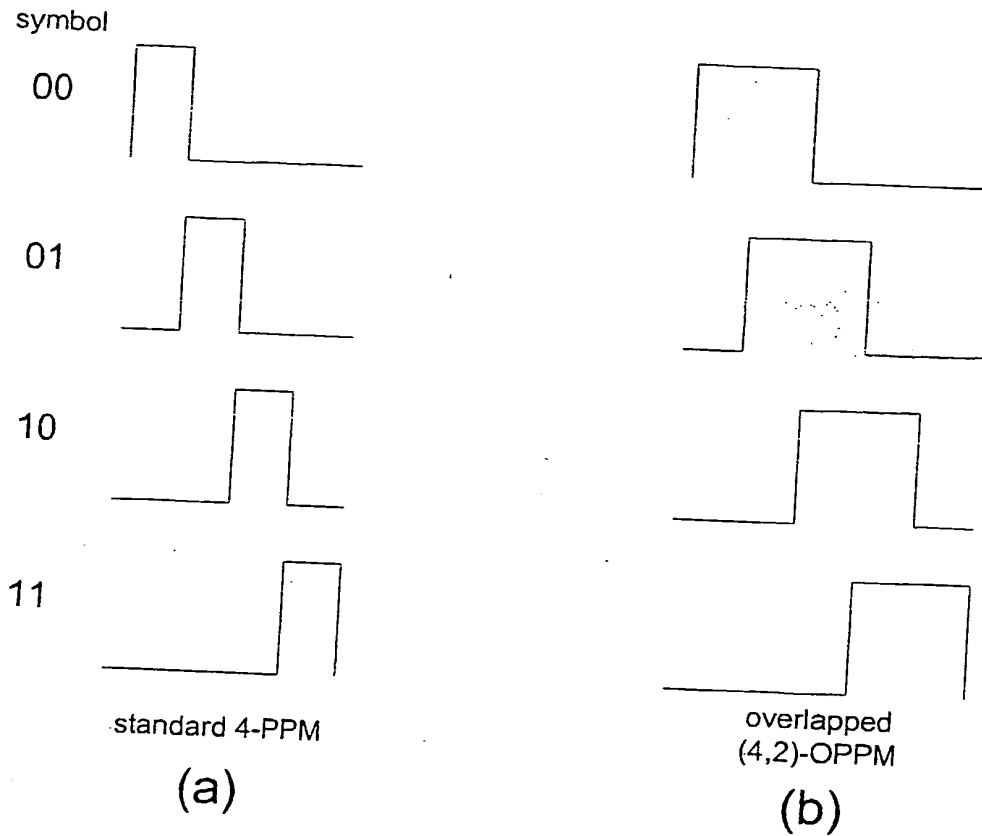 symbol
00
01
10
11
standard 4-PPM
(a)
overlapped
(4,2)-OPPM
(b)